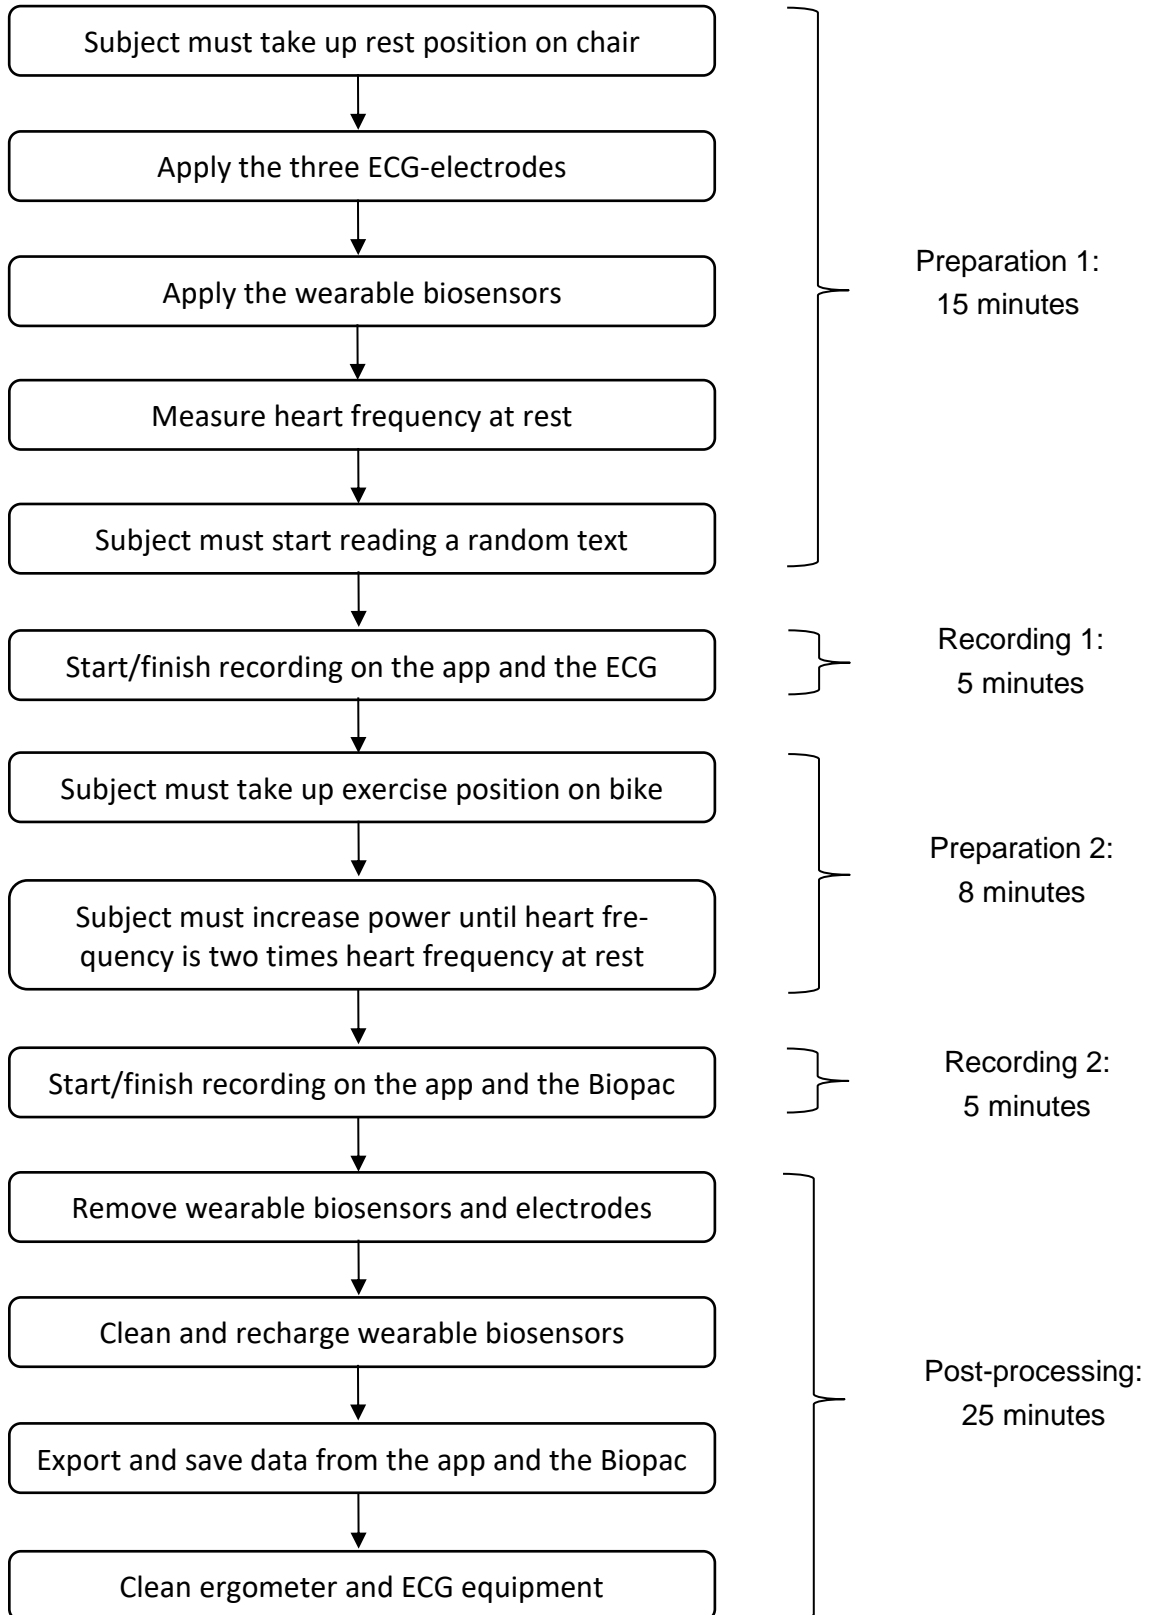 Subject must take up rest position on chair
Apply the three ECG-electrodes
Apply the wearable biosensors
Measure heart frequency at rest
Subject must start reading a random text
Preparation 1:
15 minutes
Start/finish recording on the app and the ECG
Recording 1:
5 minutes
Subject must take up exercise position on bike
Subject must increase power until heart fre-
quency is two times heart frequency at rest
Preparation 2:
8 minutes
Start/finish recording on the app and the Biopac
Recording 2:
5 minutes
Remove wearable biosensors and electrodes
Clean and recharge wearable biosensors
Export and save data from the app and the Biopac
Clean ergometer and ECG equipment
Post-processing:
25 minutes